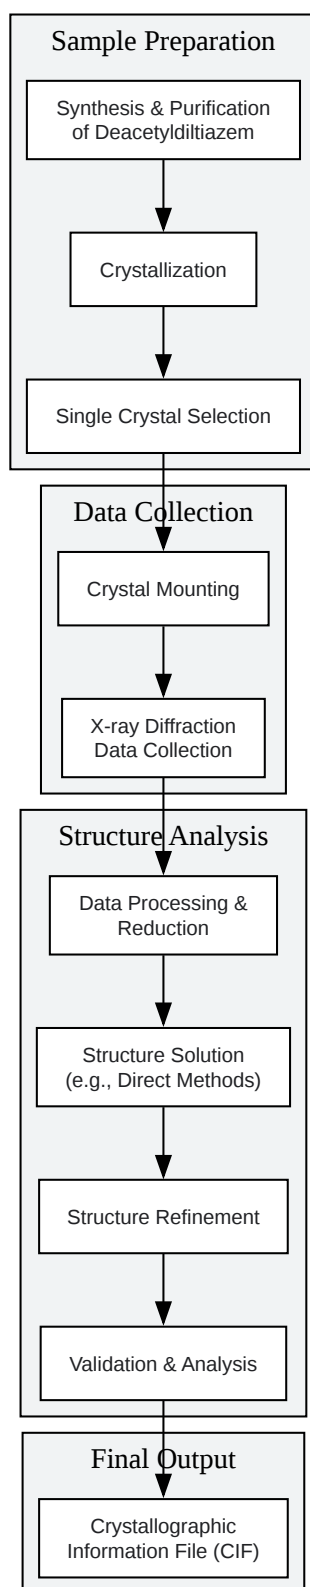 Sample Preparation
Synthesis & Purification
of Deacetyldiltiazem
Crystallization
Single Crystal Selection
Data Collection
Crystal Mounting
X-ray Diffraction
Data Collection
Structure Analysis
Data Processing &
Reduction
Structure Solution
(e.g., Direct Methods)
Structure Refinement
Validation & Analysis
Final Output
Crystallographic
Information File (CIF)